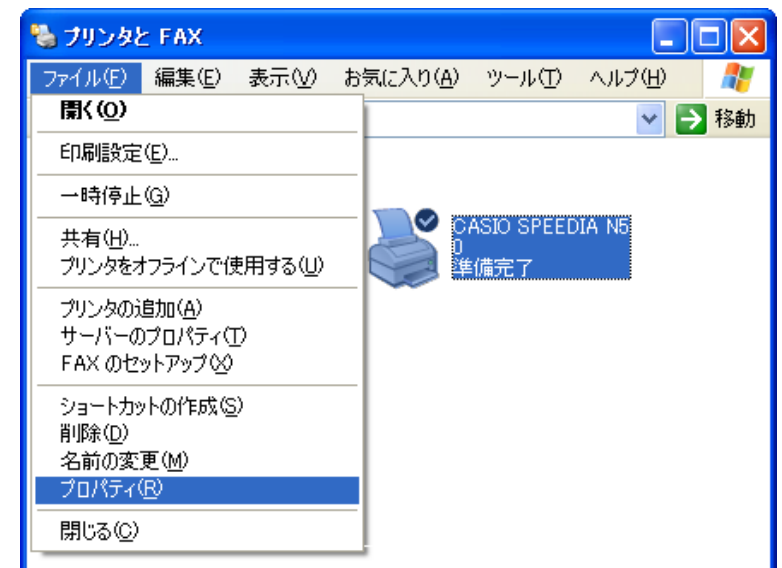 プリンタと FAX
ファイル(F) 編集(E) 表示(V) お気に入り(A) ツール(T) ヘルプ(H)
移動
開く(O)
印刷設定(E)...
一時停止(G)
共有(H)...
プリンタをオフラインで使用する(U)
プリンタの追加(A)
サーバーのプロパティ(T)
FAX のセットアップ(X)
ショートカットの作成(S)
削除(D)
名前の変更(M)
プロパティ(R)
閉じる(C)
CASIO SPEEDIA N5
0
準備完了